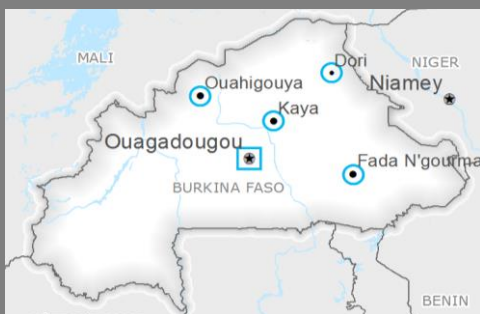 MALI
Dori
NIGER
Ouahigouya
Niamey
Kaya
Ouagadougou
Fada N'gourma
BURKINA FASO
BENIN